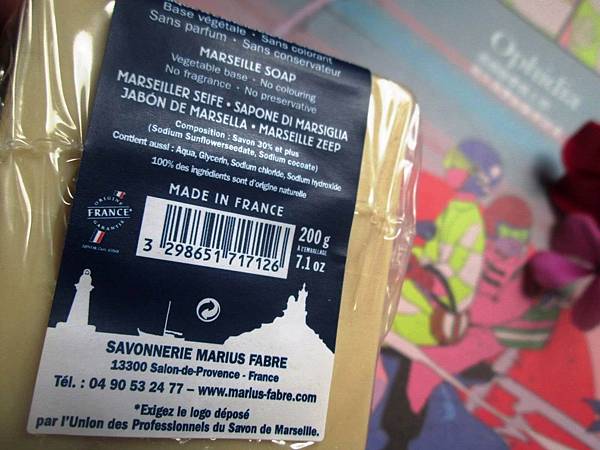 Base végétale • Sans colorant
Sans parfum • Sans conservateur
MARSEILLE SOAP
Vegetable base • No colouring
No fragrance • No preservative
MARSEILLER SEIFE • SAPONE DI MARSIGLIA
JABÓN DE MARSELLA • MARSEILLE ZEEP
Composition : Savon 30% et plus
(Sodium Sunflowerseedate, Sodium cocoate)
Contient aussi : Aqua, Glycerin, Sodium chloride, Sodium hydroxide
100% des ingrédients sont d'origine naturelle
MADE IN FRANCE
ORIGINE
FRANCE
GARANTIE
3 298651 717126
200 g
À L'EMBALLAGE
7.1 oz
SAVONNERIE MARIUS FABRE
13300 Salon-de-Provence - France
Tél. : 04 90 53 24 77 – www.marius-fabre.com
*Exigez le logo déposé
par l'Union des Professionnels du Savon de Marseille.
Ophelia